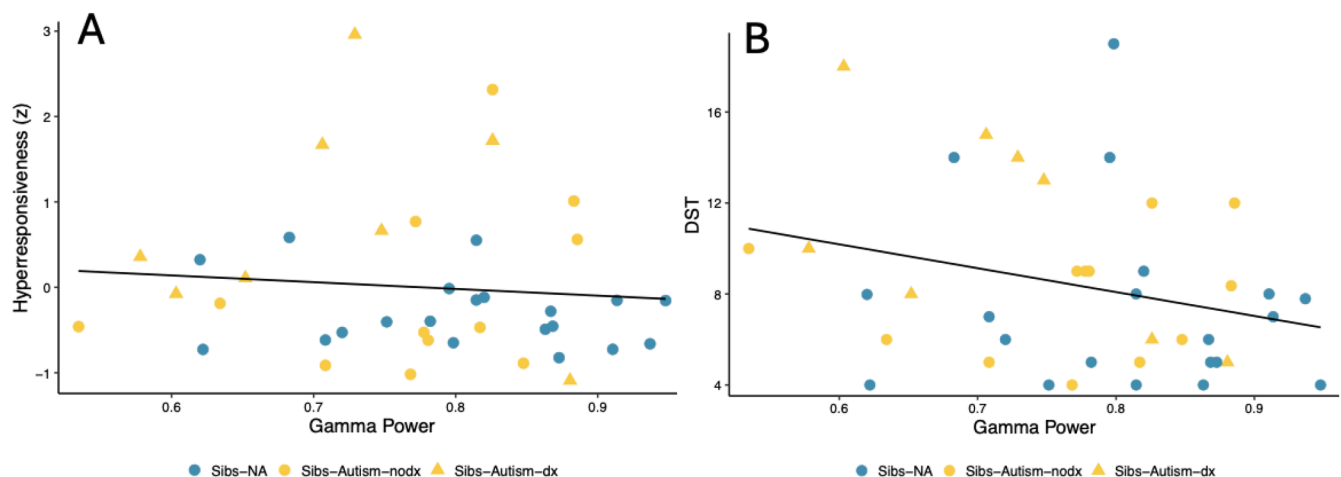 A
Hyperresponsiveness (z)
3
2
1
0
−1
0.6 0.7 0.8 0.9
Gamma Power
Sibs−NA Sibs−Autism−nodx Sibs−Autism−dx
B
DST
16
12
8
4
0.6 0.7 0.8 0.9
Gamma Power
Sibs−NA Sibs−Autism−nodx Sibs−Autism−dx